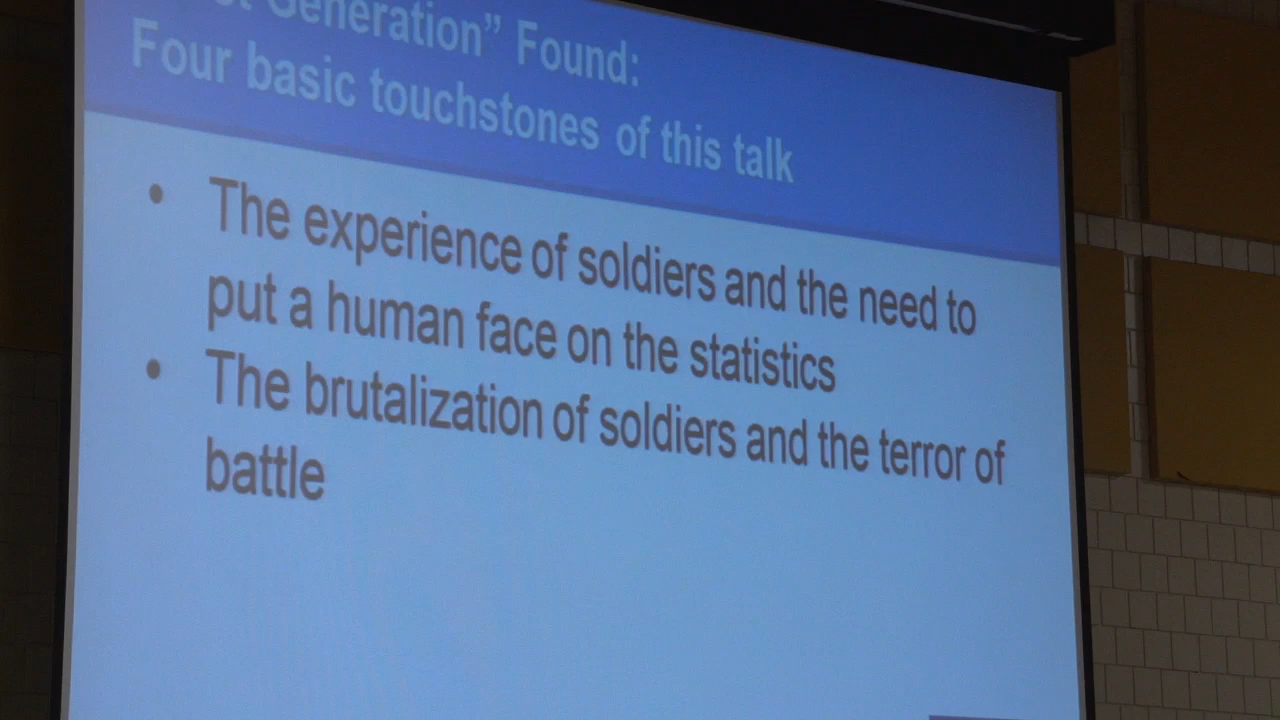 Generation” Found:
Four basic touchstones of this talk
• The experience of soldiers and the need to
put a human face on the statistics
• The brutalization of soldiers and the terror of
battle